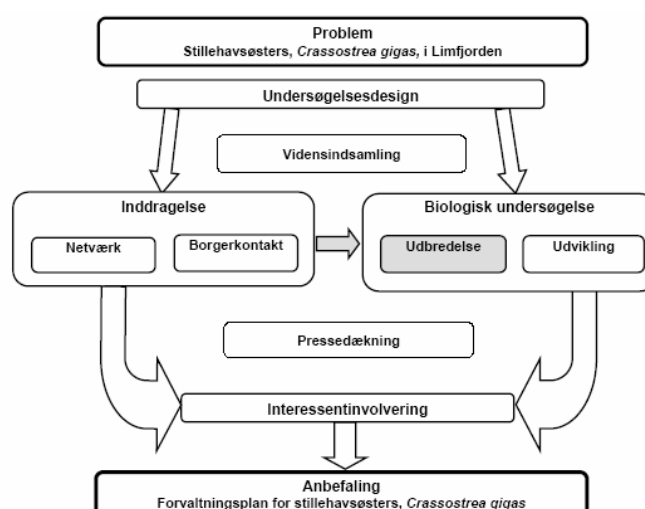 Problem
Stillehavsøsters, Crassostrea gigas, i Limfjorden
Undersøgelsesdesign
Vidensindsamling
Inddragelse
Netværk
Borgerkontakt
Biologisk undersøgelse
Udbredelse
Udvikling
Pressedækning
Interessentinvolvering
Anbefaling
Forvaltningsplan for stillehavsøsters, Crassostrea gigas